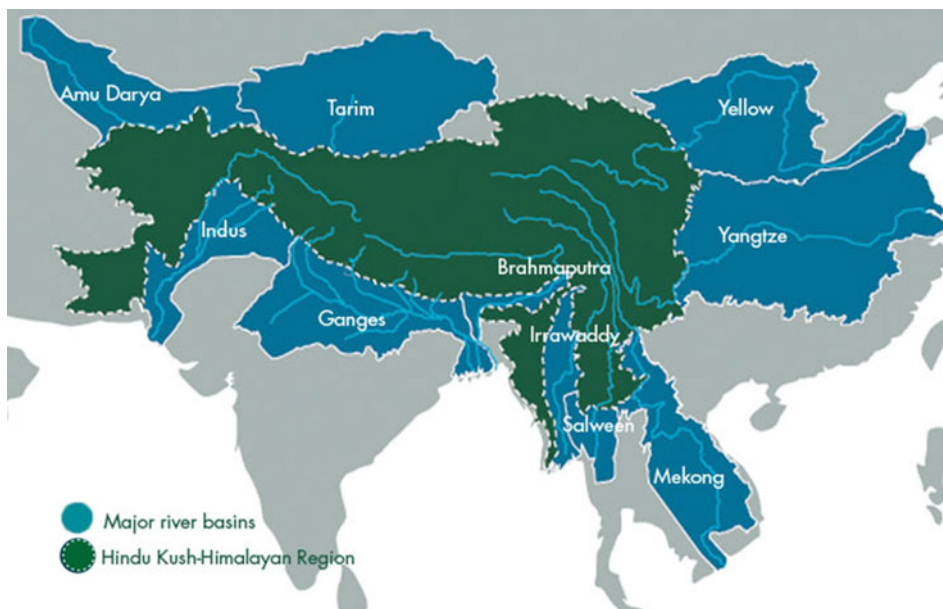 Amu Darya
Tarim
Yellow
Indus
Yangtze
Brahmaputra
Ganges
Irrawaddy
Salween
Mekong
Major river basins
Hindu Kush-Himalayan Region